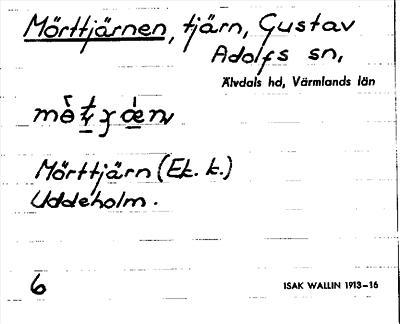 Mörttjärnen, tjärn, Gustav
Adolfs sn,
Älvdals hd, Värmlands län
Mörttjärn (Ek. k.)
Uddeholm.
6
ISAK WALLIN 1913–16